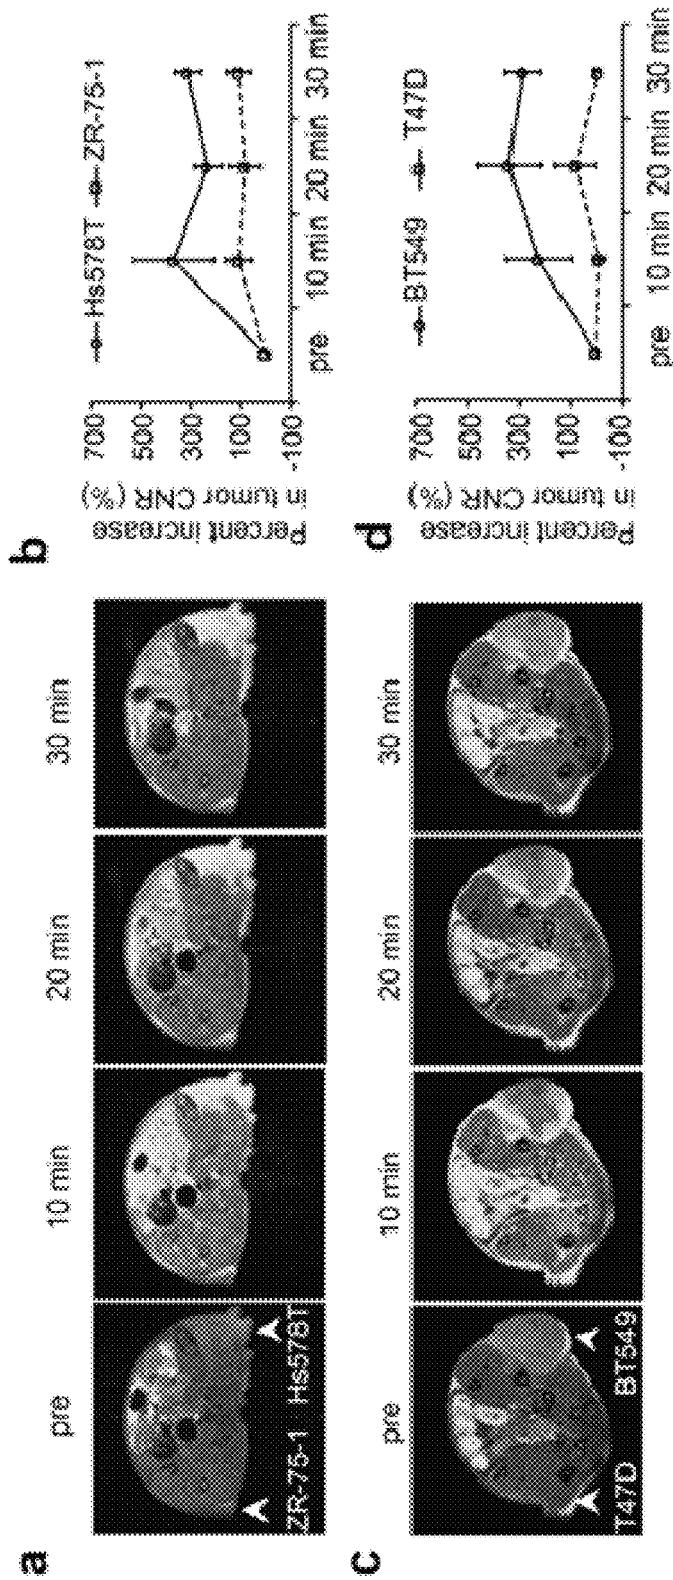 a
pre 10 min 20 min 30 min
ZR-75-1 Hs578T
b
Hs578T ZR-75-1
Percent increase
in tumor CNR (%)
700
500
300
100
-100
pre 10 min 20 min 30 min
c
pre 10 min 20 min 30 min
T47D BT549
d
BT549 T47D
Percent increase
in tumor CNR (%)
700
500
300
100
-100
pre 10 min 20 min 30 min